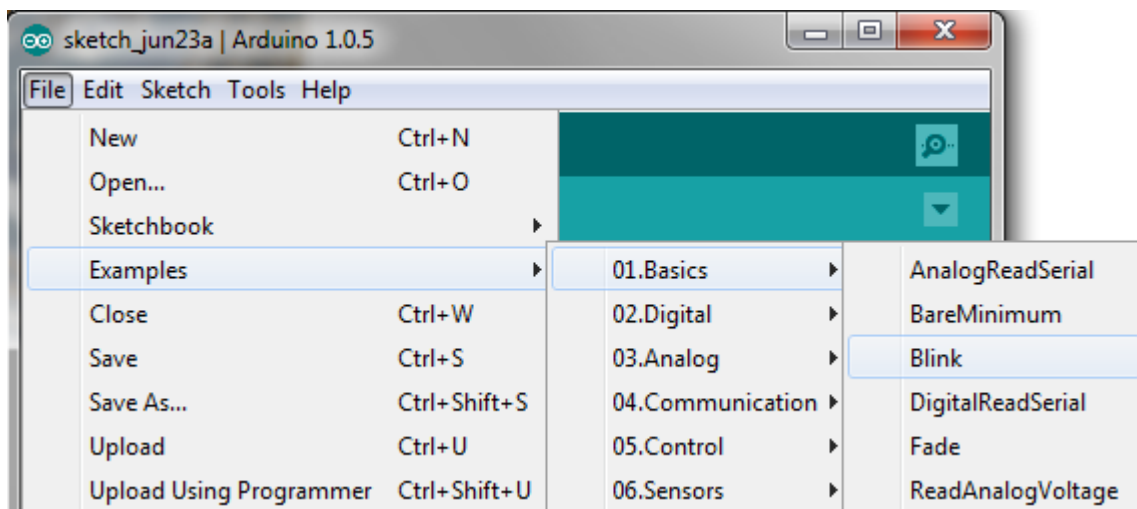 sketch_jun23a | Arduino 1.0.5
File Edit Sketch Tools Help
New Ctrl+N
Open... Ctrl+O
Sketchbook
Examples
Close Ctrl+W
Save Ctrl+S
Save As... Ctrl+Shift+S
Upload Ctrl+U
Upload Using Programmer Ctrl+Shift+U
01.Basics
02.Digital
03.Analog
04.Communication
05.Control
06.Sensors
AnalogReadSerial
BareMinimum
Blink
DigitalReadSerial
Fade
ReadAnalogVoltage